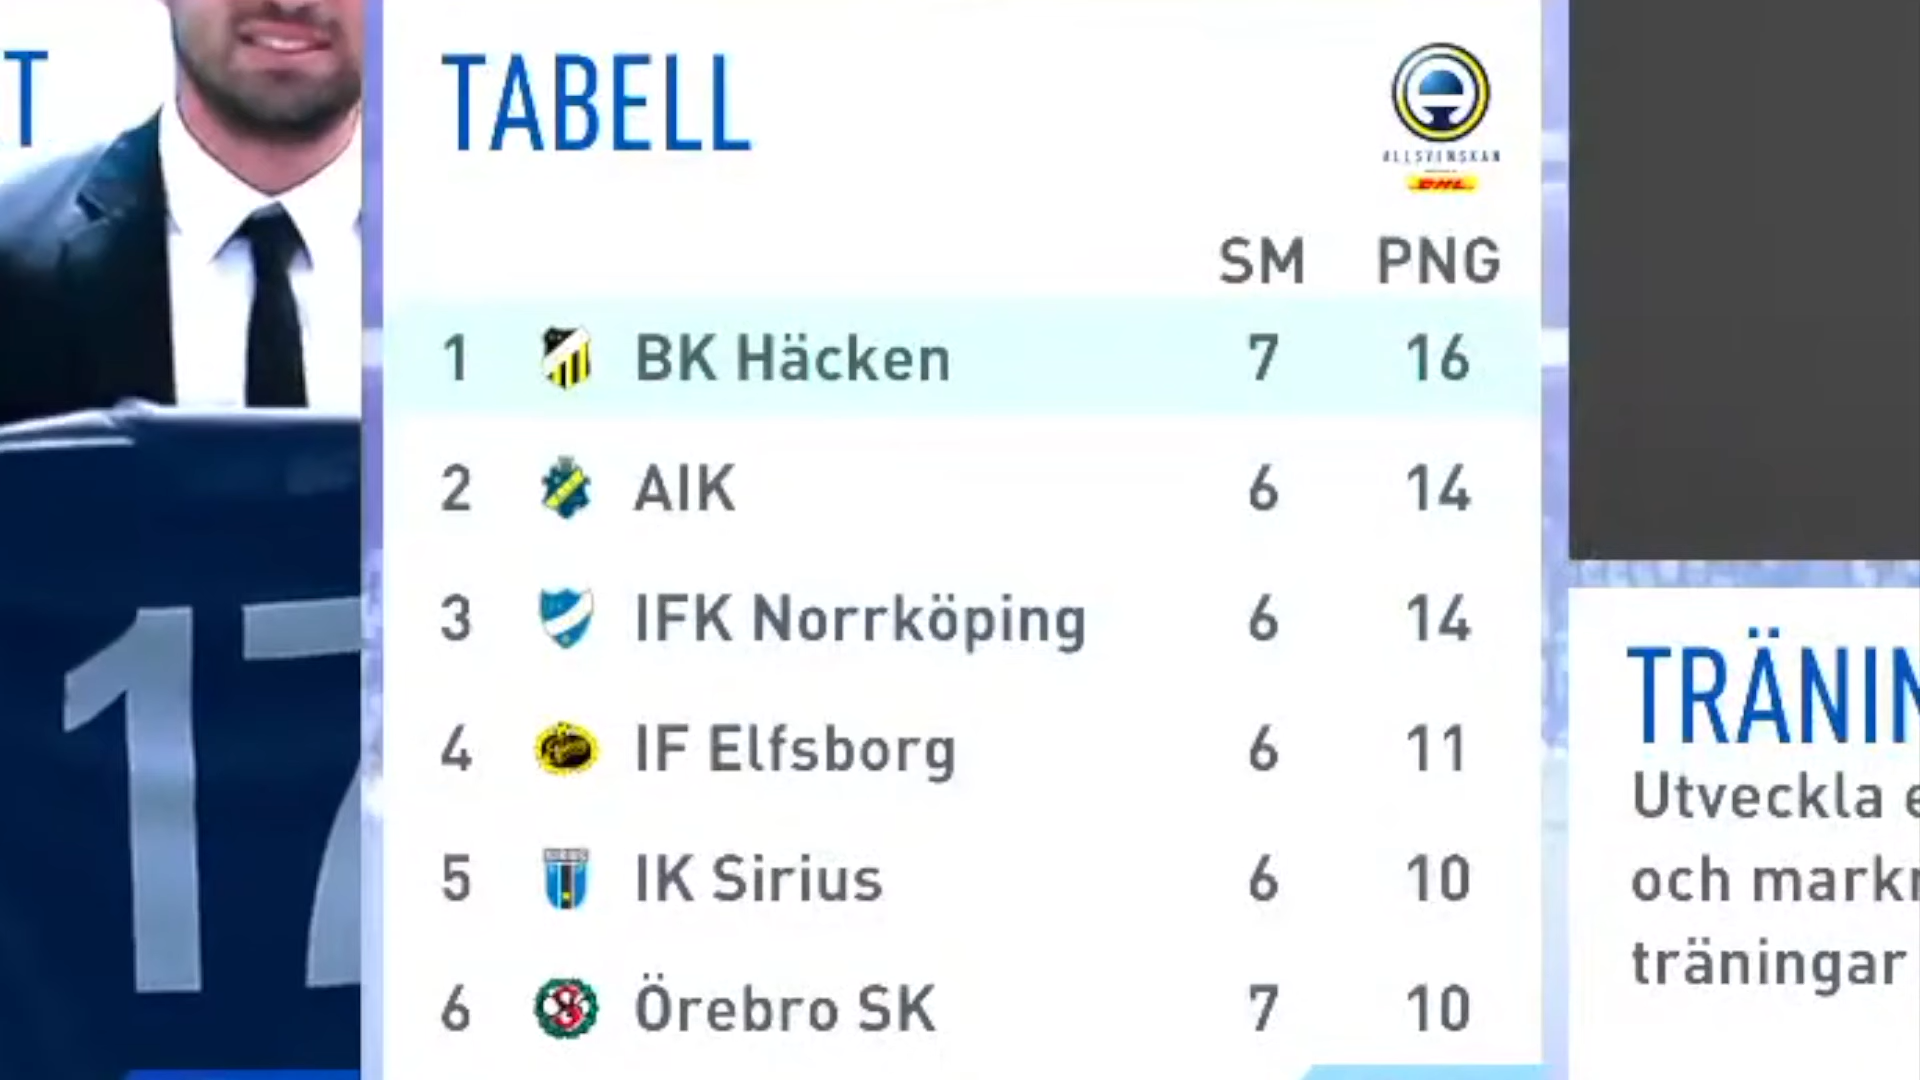 T
17
TABELL
ALLSVENSKAN
DHL
SM PNG
1 BK Häcken 7 16
2 AIK 6 14
3 IFK Norrköping 6 14
4 IF Elfsborg 6 11
5 IK Sirius 6 10
6 Örebro SK 7 10
TRÄNIN
Utveckla e
och mark
träningar